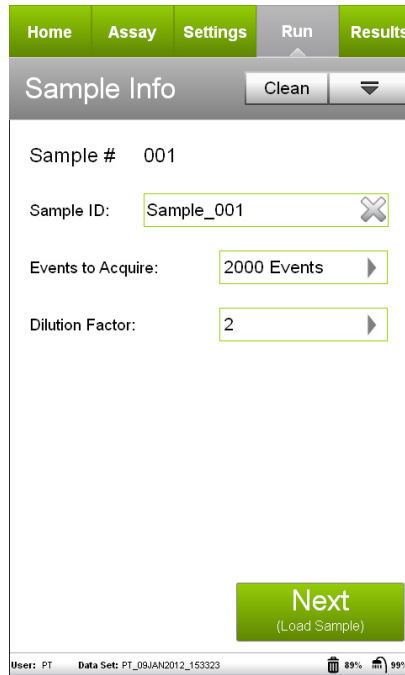 Home Assay Settings Run Results
Sample Info Clean
Sample # 001
Sample ID: Sample_001
Events to Acquire: 2000 Events
Dilution Factor: 2
Next
(Load Sample)
User: PT Data Set: PT_09JAN2012_153323 89% 99%